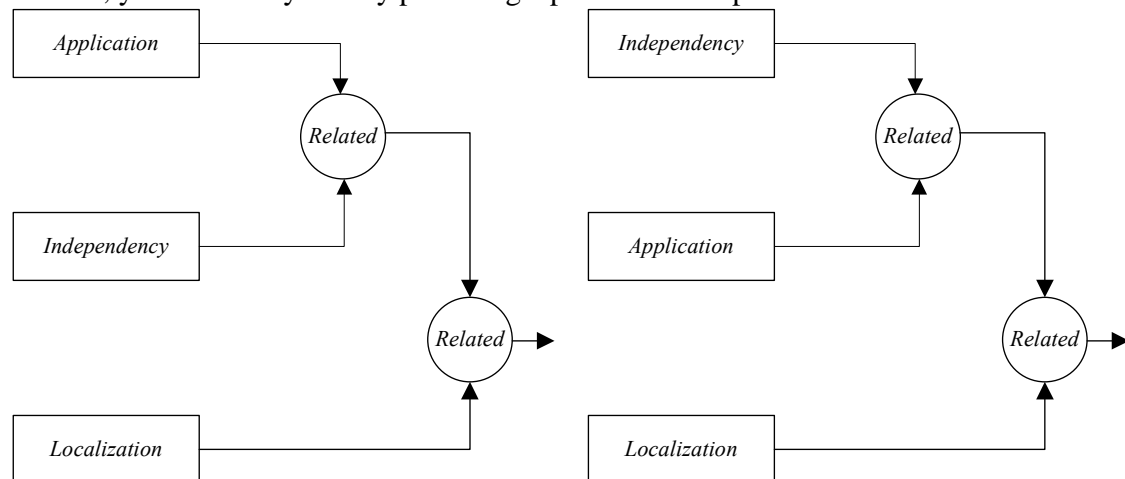 Application
Independency
Related
Related
Independency
Application
Related
Related
Localization
Localization